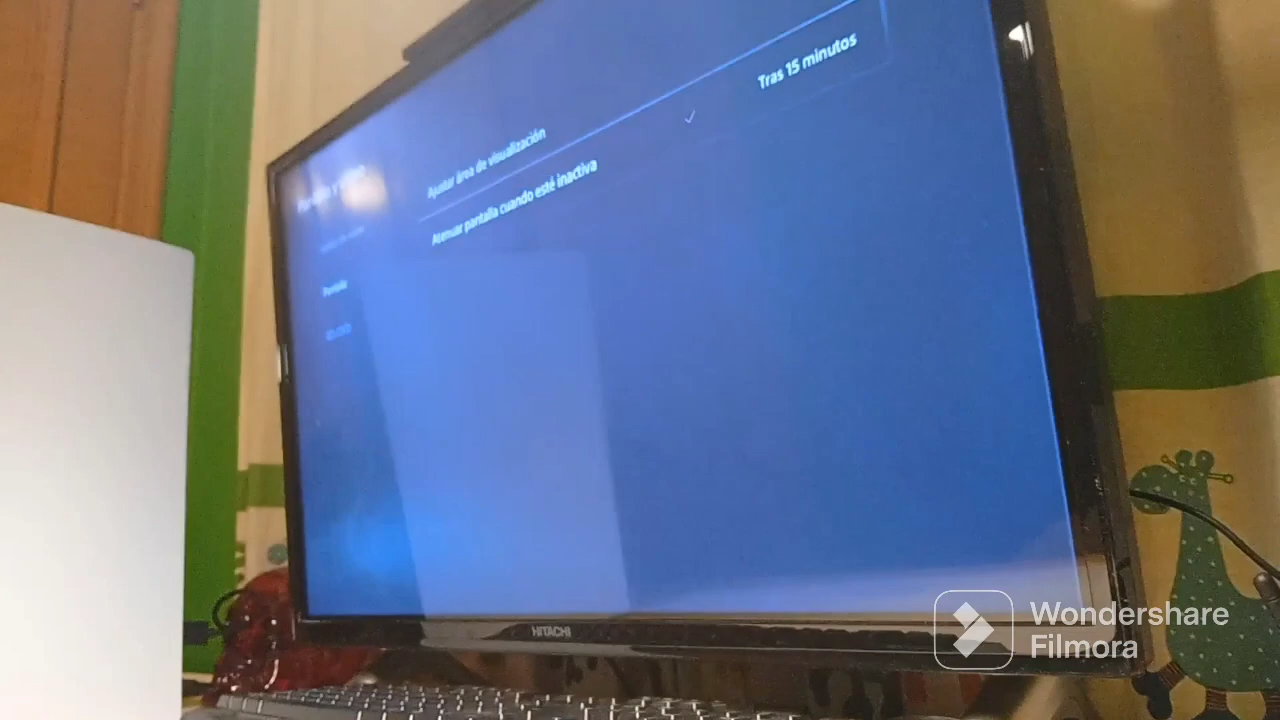 Tras 15 minutos
Ajustar área de visualización
Atenuar pantalla cuando esté inactiva
Pantalla
HITACHI
Wondershare
Filmora